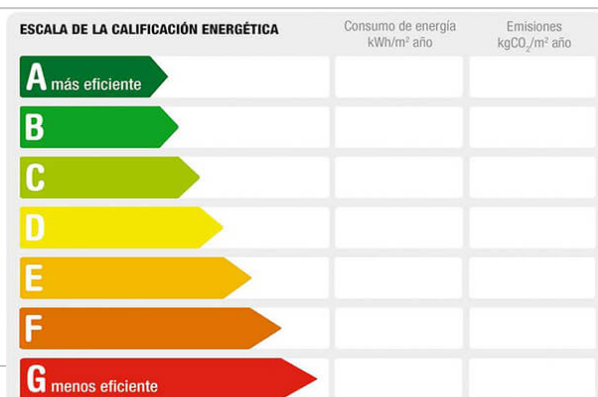 ESCALA DE LA CALIFICACIÓN ENERGÉTICA
Consumo de energía
kWh/m² año
Emisiones
kgCO₂/m² año
A más eficiente
B
C
D
E
F
G menos eficiente